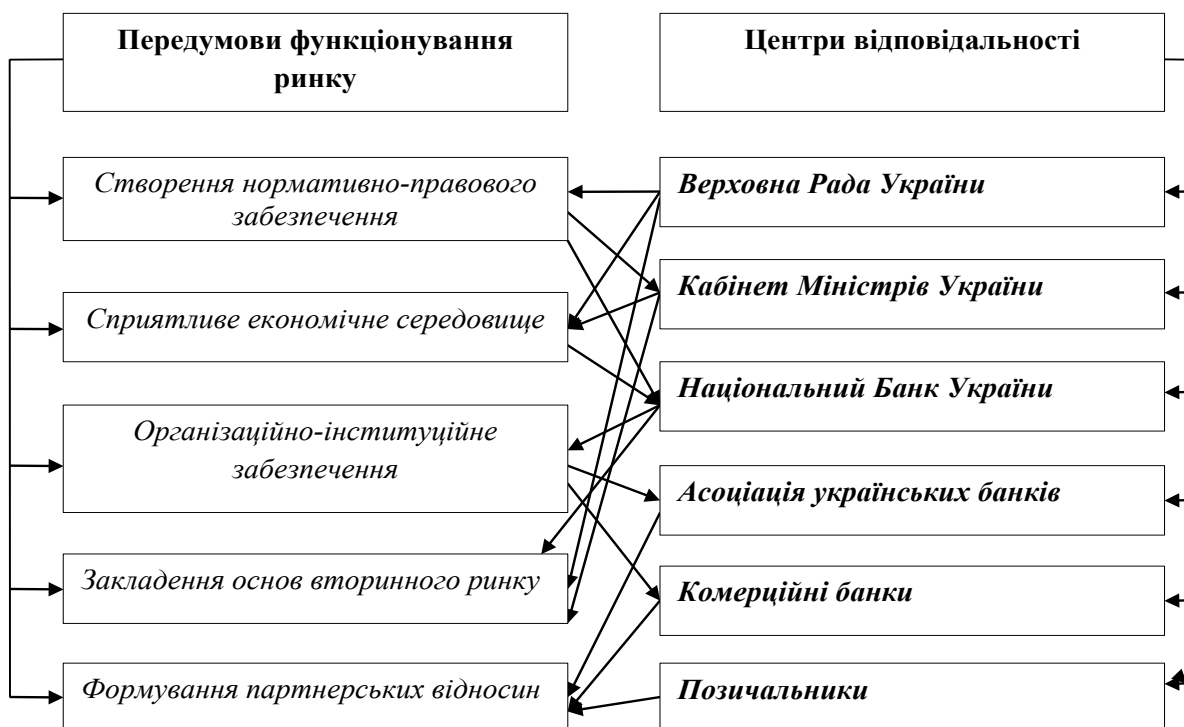 Передумови функціонування
ринку
Центри відповідальності
Створення нормативно-правового
забезпечення
Сприятливе економічне середовище
Організаційно-інституційне
забезпечення
Закладення основ вторинного ринку
Формування партнерських відносин
Верховна Рада України
Кабінет Міністрів України
Національний Банк України
Асоціація українських банків
Комерційні банки
Позичальники